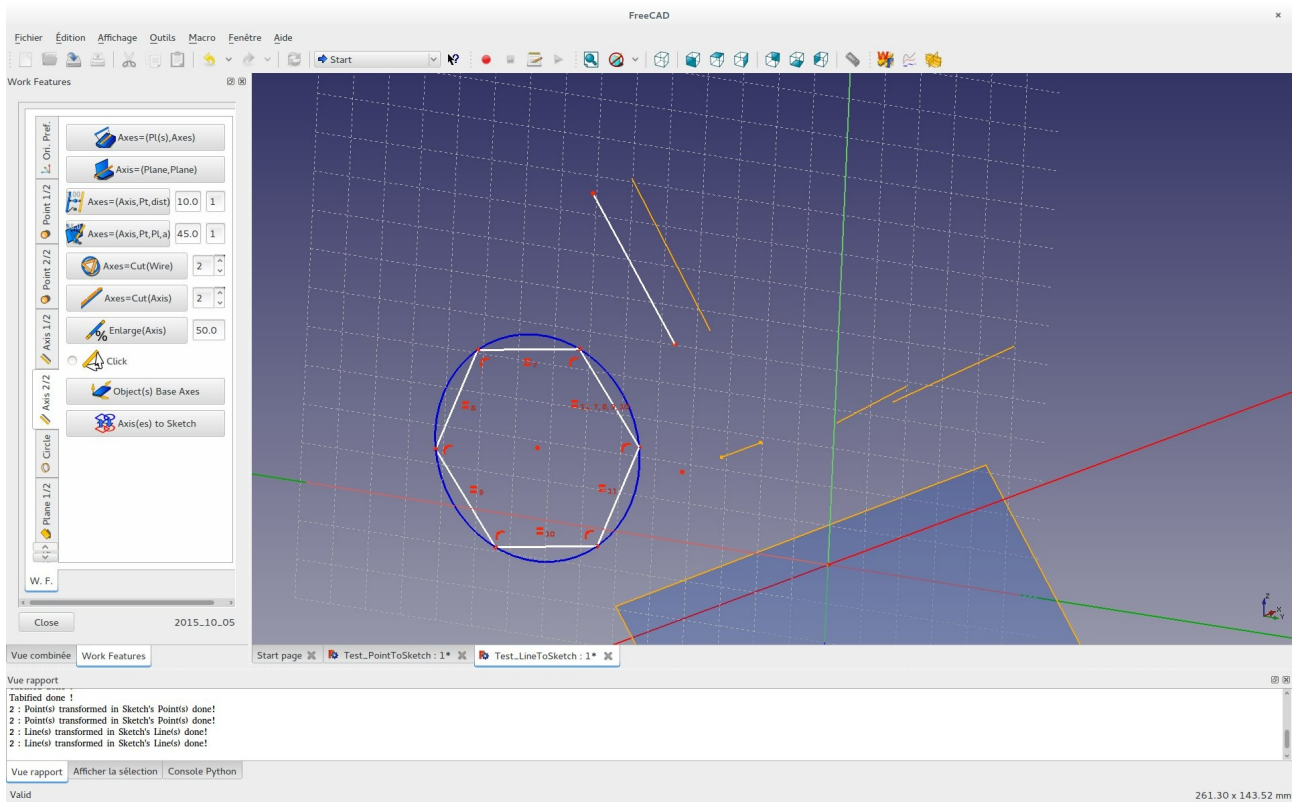 FreeCAD ×
Fichier Édition Affichage Outils Macro Fenêtre Aide
Start
Work Features
Ori. Pref.
Point 1/2
Point 2/2
Axis 1/2
Axis 2/2
Circle
Plane 1/2
Axes=(Pl(s),Axes)
Axis=(Plane,Plane)
Axes=(Axis,Pt,dist) 10.0 1
Axes=(Axis,Pt,Pl,a) 45.0 1
Axes=Cut(Wire) 2
Axes=Cut(Axis) 2
Enlarge(Axis) 50.0
Click
Object(s) Base Axes
Axis(es) to Sketch
W. F.
Close 2015_10_05
7
8
9
11
10
Z
X
Y
Vue combinée Work Features
Start page Test_PointToSketch : 1* Test_LineToSketch : 1*
Vue rapport
Tabified done !
2 : Point(s) transformed in Sketch's Point(s) done!
2 : Point(s) transformed in Sketch's Point(s) done!
2 : Line(s) transformed in Sketch's Line(s) done!
2 : Line(s) transformed in Sketch's Line(s) done!
Vue rapport Afficher la sélection Console Python
Valid 261.30 x 143.52 mm